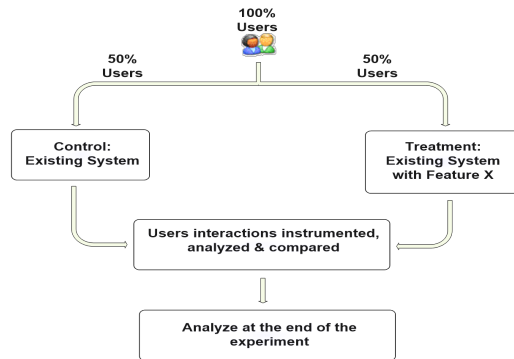 100%
Users
50%
Users
50%
Users
Control:
Existing System
Treatment:
Existing System
with Feature X
Users interactions instrumented,
analyzed & compared
Analyze at the end of the
experiment